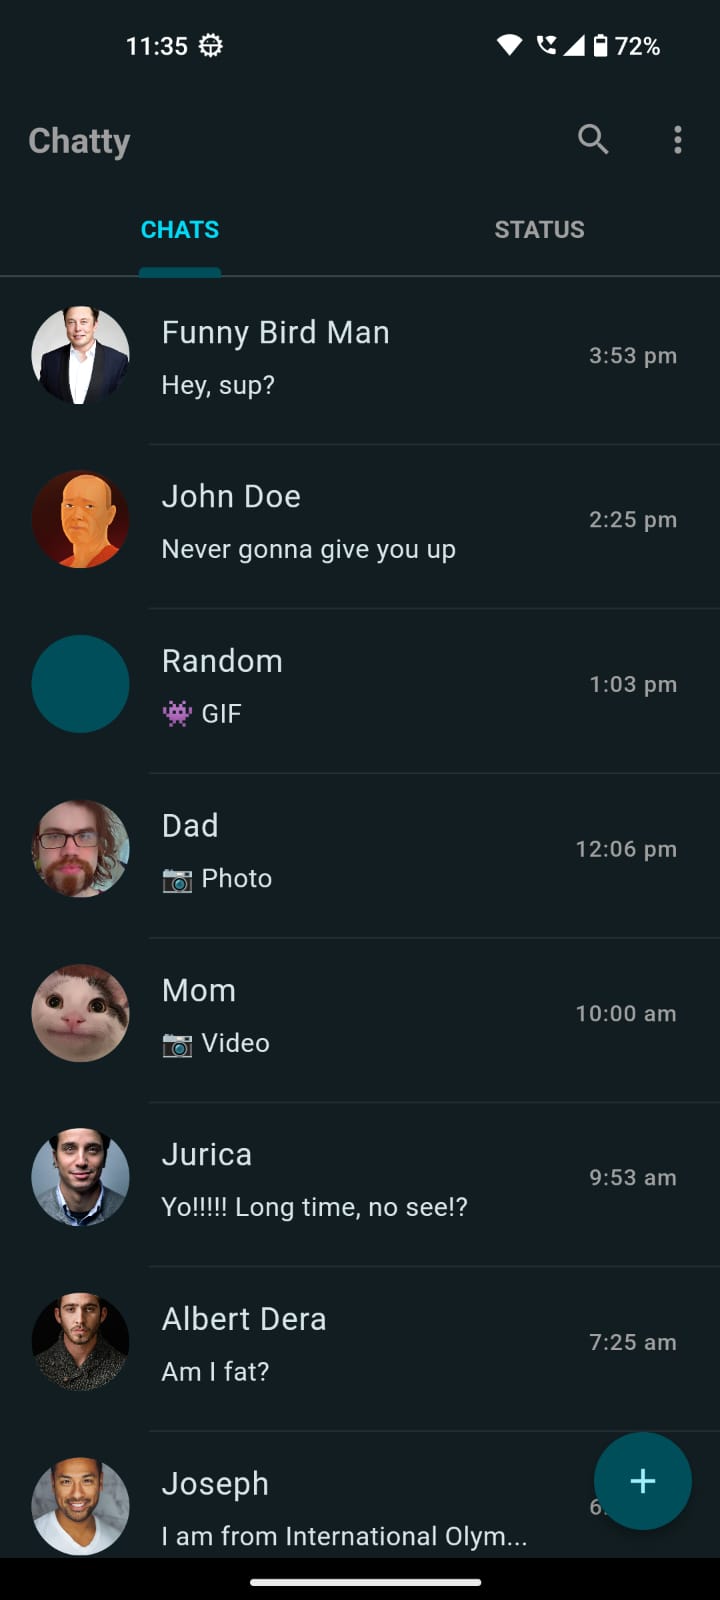 11:35 72%
Chatty
CHATS STATUS
Funny Bird Man
3:53 pm
Hey, sup?
John Doe
2:25 pm
Never gonna give you up
Random
1:03 pm
👾 GIF
Dad
12:06 pm
📷 Photo
Mom
10:00 am
📷 Video
Jurica
9:53 am
Yo!!!!! Long time, no see!?
Albert Dera
7:25 am
Am I fat?
Joseph
I am from International Olym...